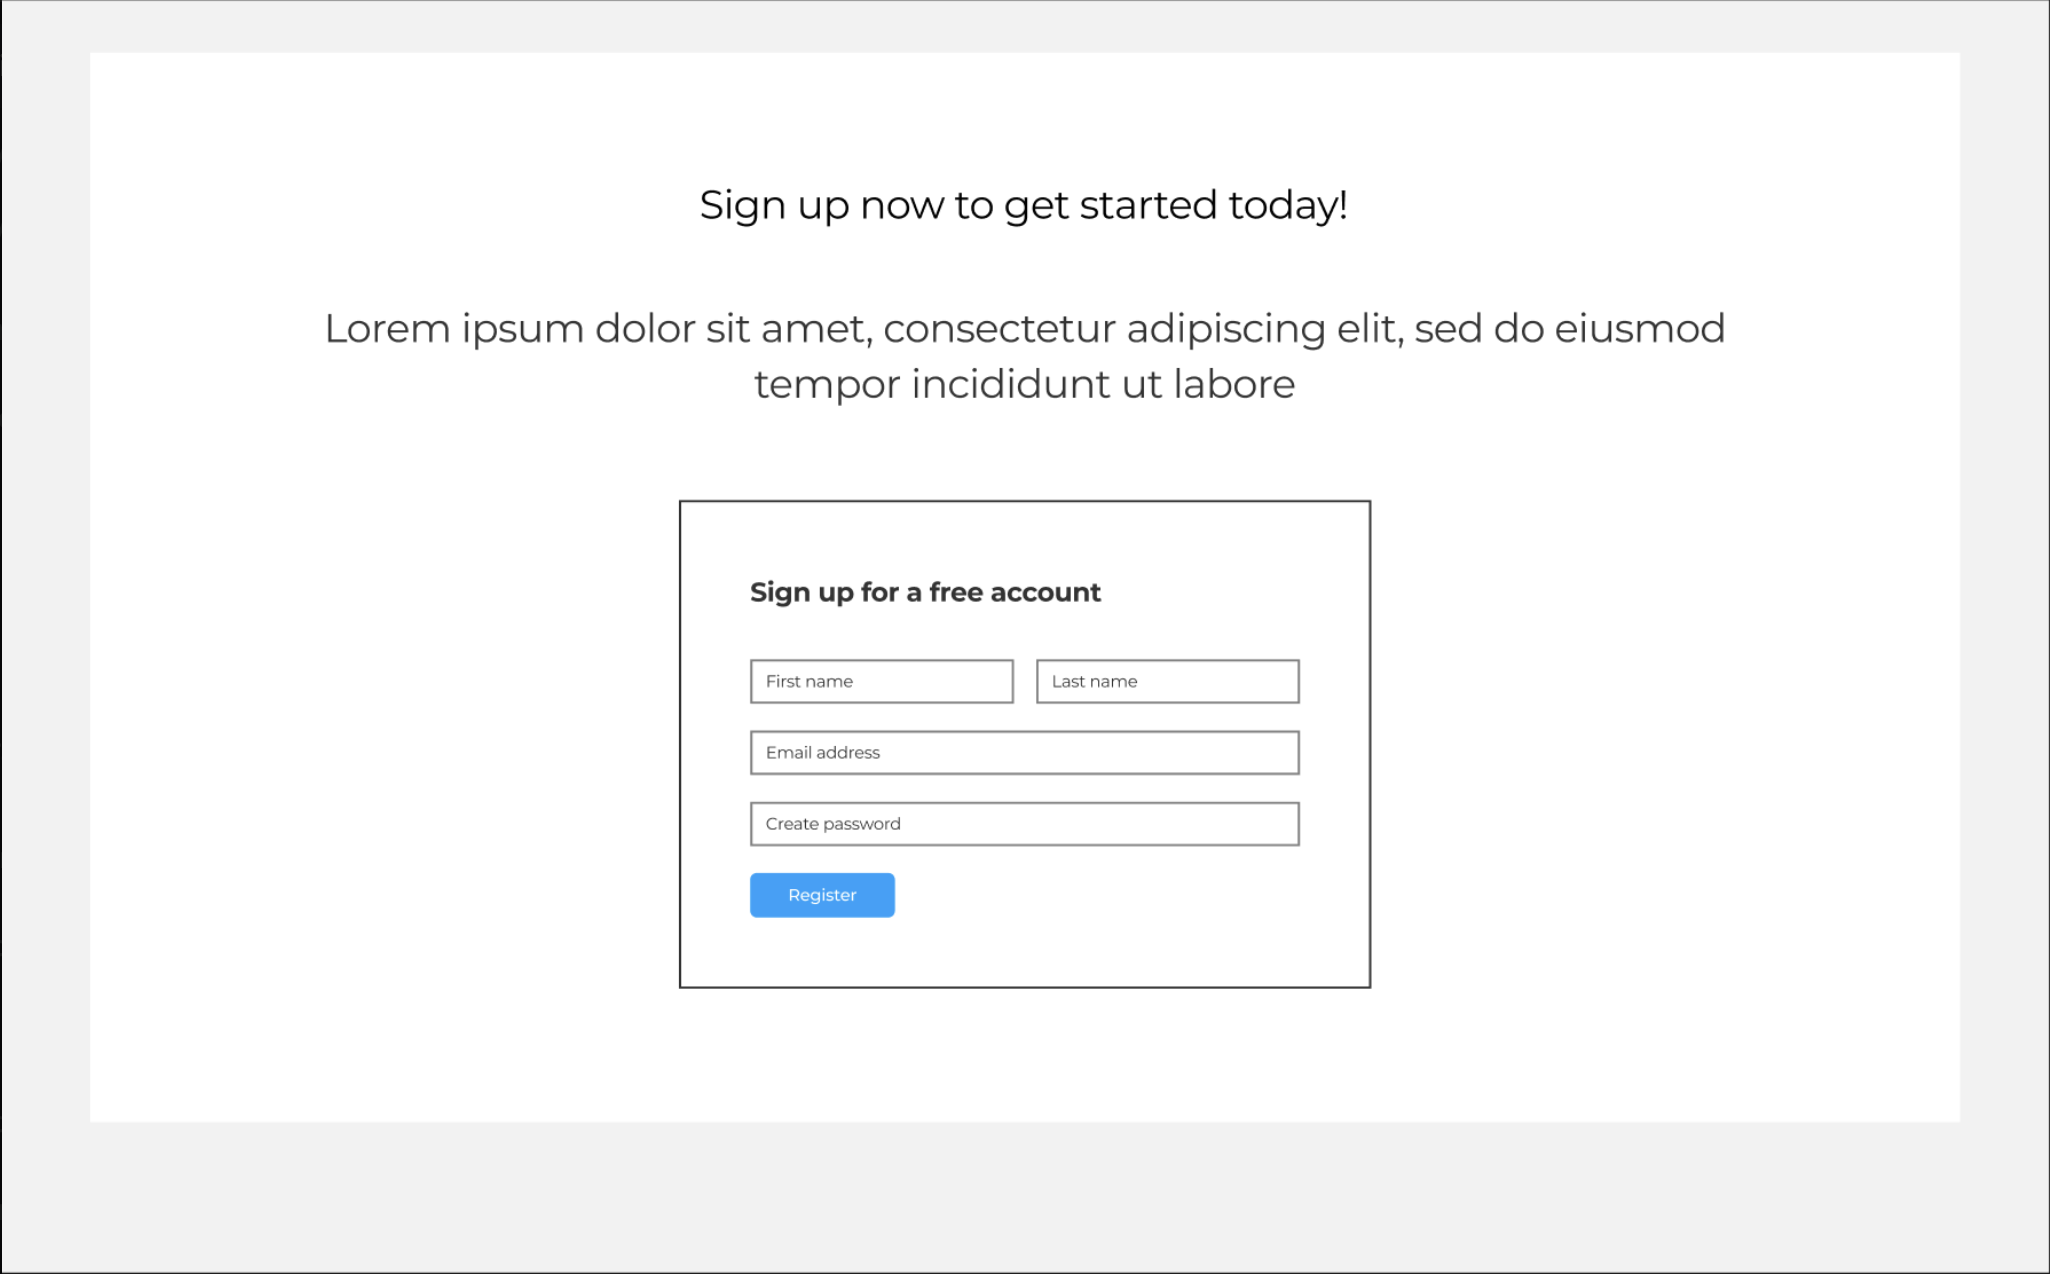 Sign up now to get started today!
Lorem ipsum dolor sit amet, consectetur adipiscing elit, sed do eiusmod
tempor incididunt ut labore
Sign up for a free account
First name
Last name
Email address
Create password
Register